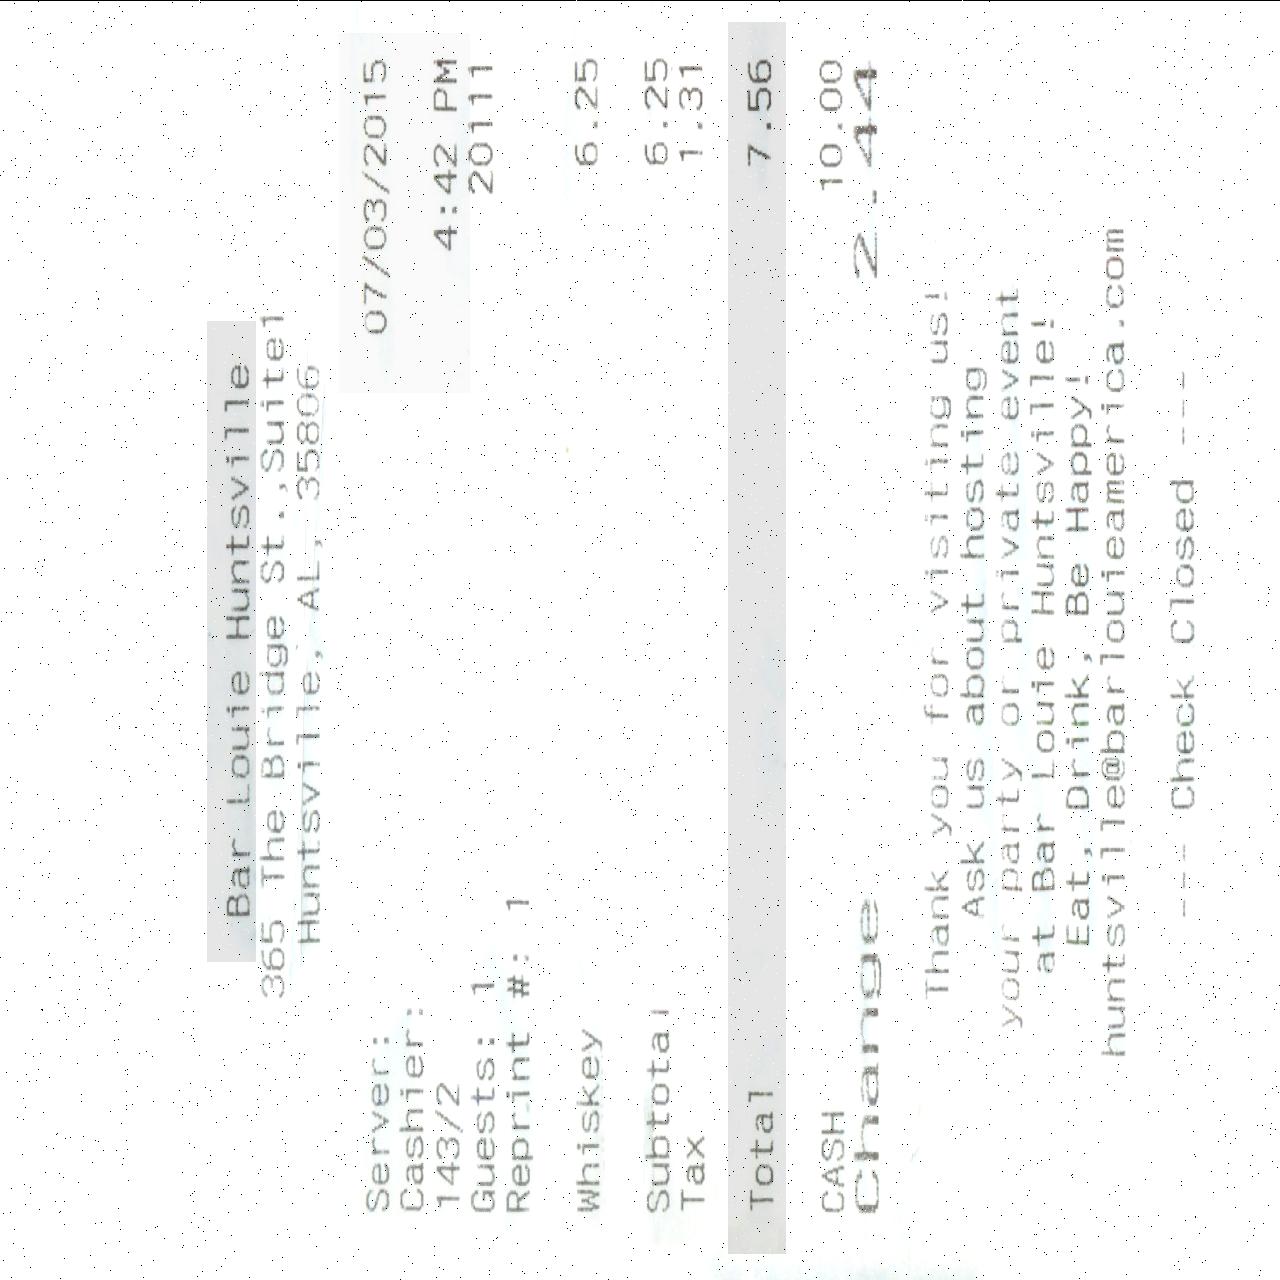 Bar Louie Huntsville
365 The Bridge St.,Suite1
Huntsville, AL, 35806
Server: 07/03/2015
Cashier:
143/2 4:42 PM
Guests: 1 20111
Reprint #: 1
Whiskey 6.25
Subtotal 6.25
Tax 1.31
Total 7.56
CASH 10.00
Change 2.44
Thank you for visiting us!
Ask us about hosting
your party or private event
at Bar Louie Huntsville!
Eat, Drink, Be Happy!
huntsville@barlouieamerica.com
--- Check Closed ---